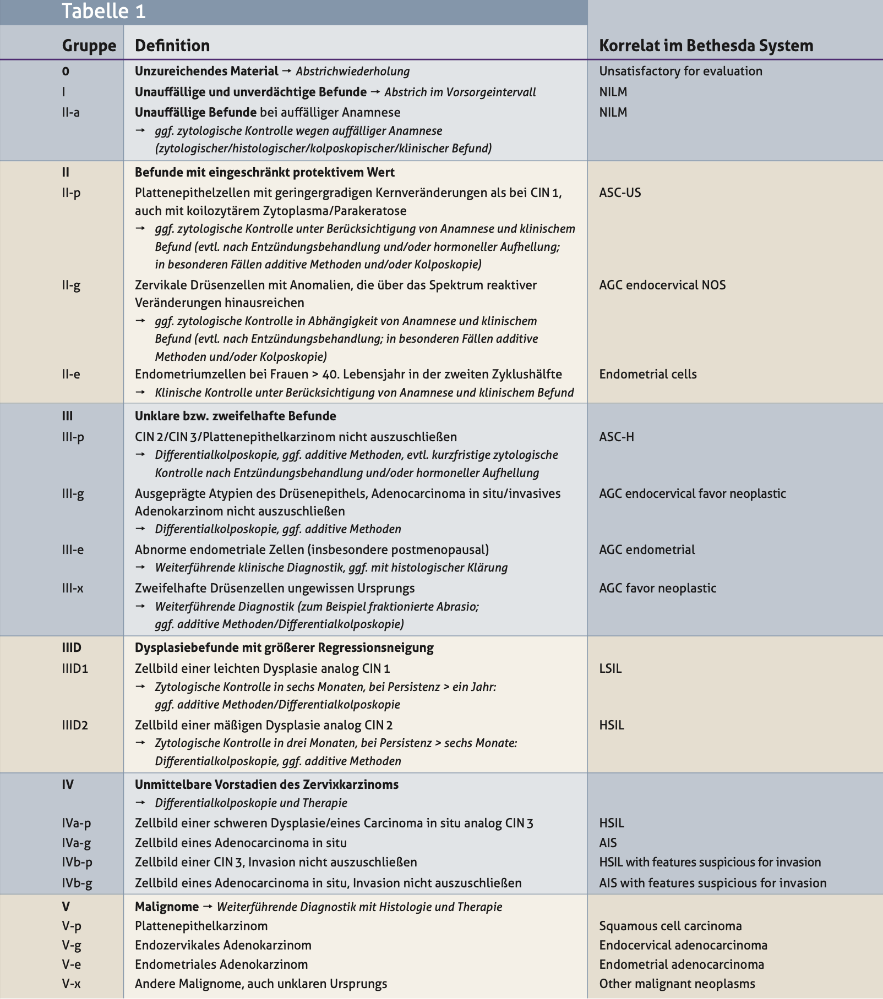 Tabelle 1
Gruppe Definition Korrelat im Bethesda System
0 Unzureichendes Material → Abstrichwiederholung Unsatisfactory for evaluation
I Unauffällige und unverdächtige Befunde → Abstrich im Vorsorgeintervall NILM
II-a Unauffällige Befunde bei auffälliger Anamnese NILM
→ ggf. zytologische Kontrolle wegen auffälliger Anamnese
(zytologischer/histologischer/kolposkopischer/klinischer Befund)
II Befunde mit eingeschränkt protektivem Wert
II-p Plattenepithelzellen mit geringergradigen Kernveränderungen als bei CIN 1, ASC-US
auch mit koilozytärem Zytoplasma/Parakeratose
→ ggf. zytologische Kontrolle unter Berücksichtigung von Anamnese und klinischem
Befund (evtl. nach Entzündungsbehandlung und/oder hormoneller Aufhellung;
in besonderen Fällen additive Methoden und/oder Kolposkopie)
II-g Zervikale Drüsenzellen mit Anomalien, die über das Spektrum reaktiver AGC endocervical NOS
Veränderungen hinausreichen
→ ggf. zytologische Kontrolle in Abhängigkeit von Anamnese und klinischem
Befund (evtl. nach Entzündungsbehandlung; in besonderen Fällen additive
Methoden und/oder Kolposkopie)
II-e Endometriumzellen bei Frauen > 40. Lebensjahr in der zweiten Zyklushälfte Endometrial cells
→ Klinische Kontrolle unter Berücksichtigung von Anamnese und klinischem Befund
III Unklare bzw. zweifelhafte Befunde
III-p CIN 2/CIN 3/Plattenepithelkarzinom nicht auszuschließen ASC-H
→ Differentialkolposkopie, ggf. additive Methoden, evtl. kurzfristige zytologische
Kontrolle nach Entzündungsbehandlung und/oder hormoneller Aufhellung
III-g Ausgeprägte Atypien des Drüsenepithels, Adenocarcinoma in situ/invasives AGC endocervical favor neoplastic
Adenokarzinom nicht auszuschließen
→ Differentialkolposkopie, ggf. additive Methoden
III-e Abnorme endometriale Zellen (insbesondere postmenopausal) AGC endometrial
→ Weiterführende klinische Diagnostik, ggf. mit histologischer Klärung
III-x Zweifelhafte Drüsenzellen ungewissen Ursprungs AGC favor neoplastic
→ Weiterführende Diagnostik (zum Beispiel fraktionierte Abrasio;
ggf. additive Methoden/Differentialkolposkopie)
IIID Dysplasiebefunde mit größerer Regressionsneigung
IIID1 Zellbild einer leichten Dysplasie analog CIN 1 LSIL
→ Zytologische Kontrolle in sechs Monaten, bei Persistenz > ein Jahr:
ggf. additive Methoden/Differentialkolposkopie
IIID2 Zellbild einer mäßigen Dysplasie analog CIN 2 HSIL
→ Zytologische Kontrolle in drei Monaten, bei Persistenz > sechs Monate:
Differentialkolposkopie, ggf. additive Methoden
IV Unmittelbare Vorstadien des Zervixkarzinoms
→ Differentialkolposkopie und Therapie
IVa-p Zellbild einer schweren Dysplasie/eines Carcinoma in situ analog CIN 3 HSIL
IVa-g Zellbild eines Adenocarcinoma in situ AIS
IVb-p Zellbild einer CIN 3, Invasion nicht auszuschließen HSIL with features suspicious for invasion
IVb-g Zellbild eines Adenocarcinoma in situ, Invasion nicht auszuschließen AIS with features suspicious for invasion
V Malignome → Weiterführende Diagnostik mit Histologie und Therapie
V-p Plattenepithelkarzinom Squamous cell carcinoma
V-g Endozervikales Adenokarzinom Endocervical adenocarcinoma
V-e Endometriales Adenokarzinom Endometrial adenocarcinoma
V-x Andere Malignome, auch unklaren Ursprungs Other malignant neoplasms